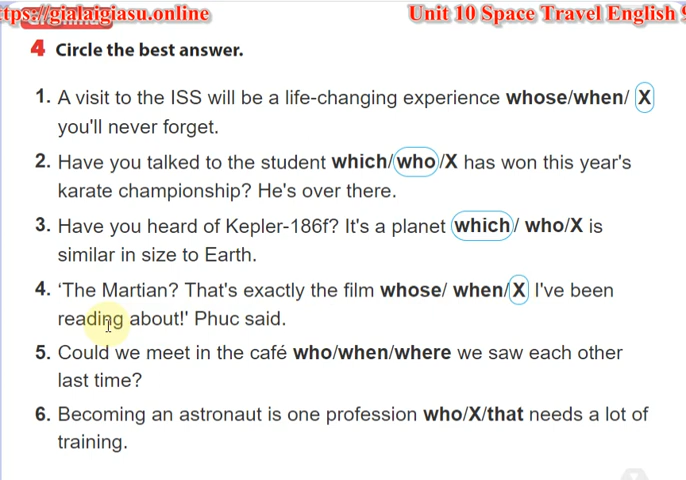 ttps://gialaigiasu.online
Unit 10 Space Travel English 9
4 Circle the best answer.
1. A visit to the ISS will be a life-changing experience whose/when/ X
you'll never forget.
2. Have you talked to the student which/who/X has won this year's
karate championship? He's over there.
3. Have you heard of Kepler-186f? It's a planet which/ who/X is
similar in size to Earth.
4. ‘The Martian? That's exactly the film whose/ when/X I've been
reading about!' Phuc said.
5. Could we meet in the café who/when/where we saw each other
last time?
6. Becoming an astronaut is one profession who/X/that needs a lot of
training.